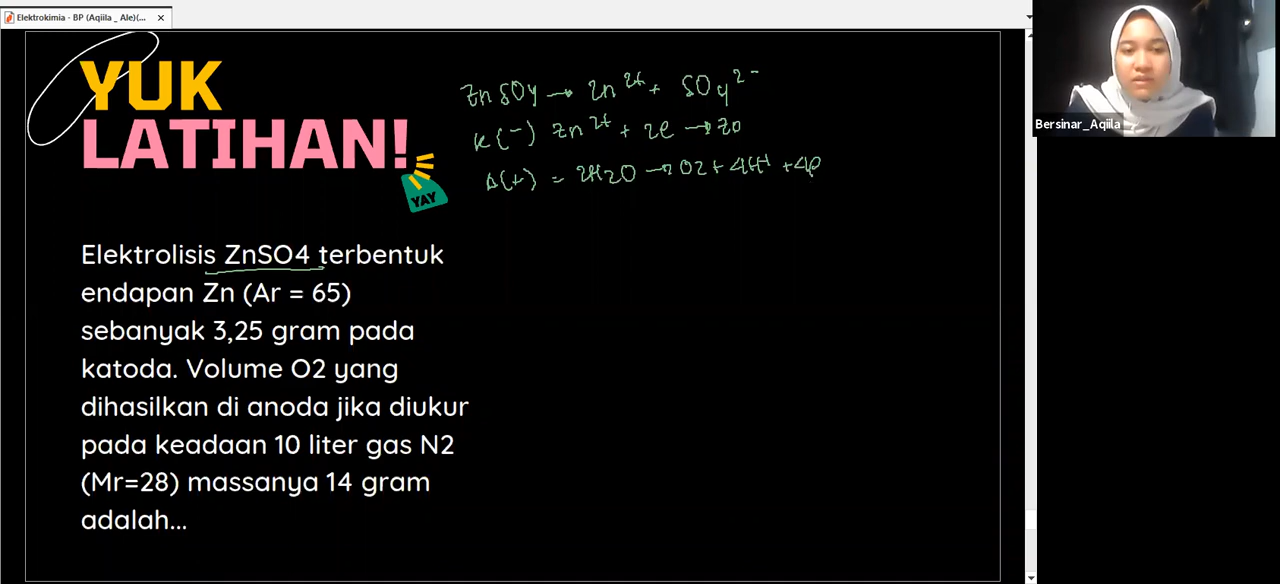 Elektrokimia - BP (Aqiila _ Ale)(...
YUK
LATIHAN!
YAY
ZnSO4 → Zn2+ + SO42-
K(-) Zn2+ + 2e → Zn
A(+) = 2H2O → O2 + 4H+ + 4e
Elektrolisis ZnSO4 terbentuk
endapan Zn (Ar = 65)
sebanyak 3,25 gram pada
katoda. Volume O2 yang
dihasilkan di anoda jika diukur
pada keadaan 10 liter gas N2
(Mr=28) massanya 14 gram
adalah...
Bersinar_Aqiila